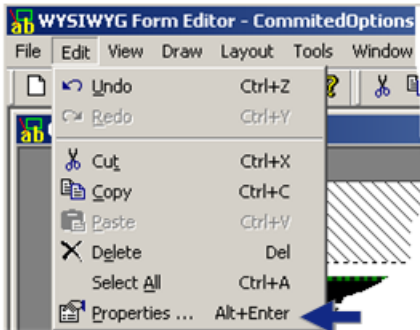 WYSIWYG Form Editor - CommitedOptions
File Edit View Draw Layout Tools Window
Undo Ctrl+Z
Redo Ctrl+Y
Cut Ctrl+X
Copy Ctrl+C
Paste Ctrl+V
Delete Del
Select All Ctrl+A
Properties ... Alt+Enter